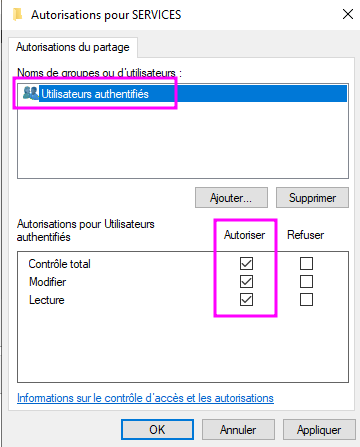 Autorisations pour SERVICES
Autorisations du partage
Noms de groupes ou d'utilisateurs :
Utilisateurs authentifiés
Ajouter...
Supprimer
Autorisations pour Utilisateurs
authentifiés
Autoriser
Refuser
Contrôle total
Modifier
Lecture
Informations sur le contrôle d'accès et les autorisations
OK
Annuler
Appliquer